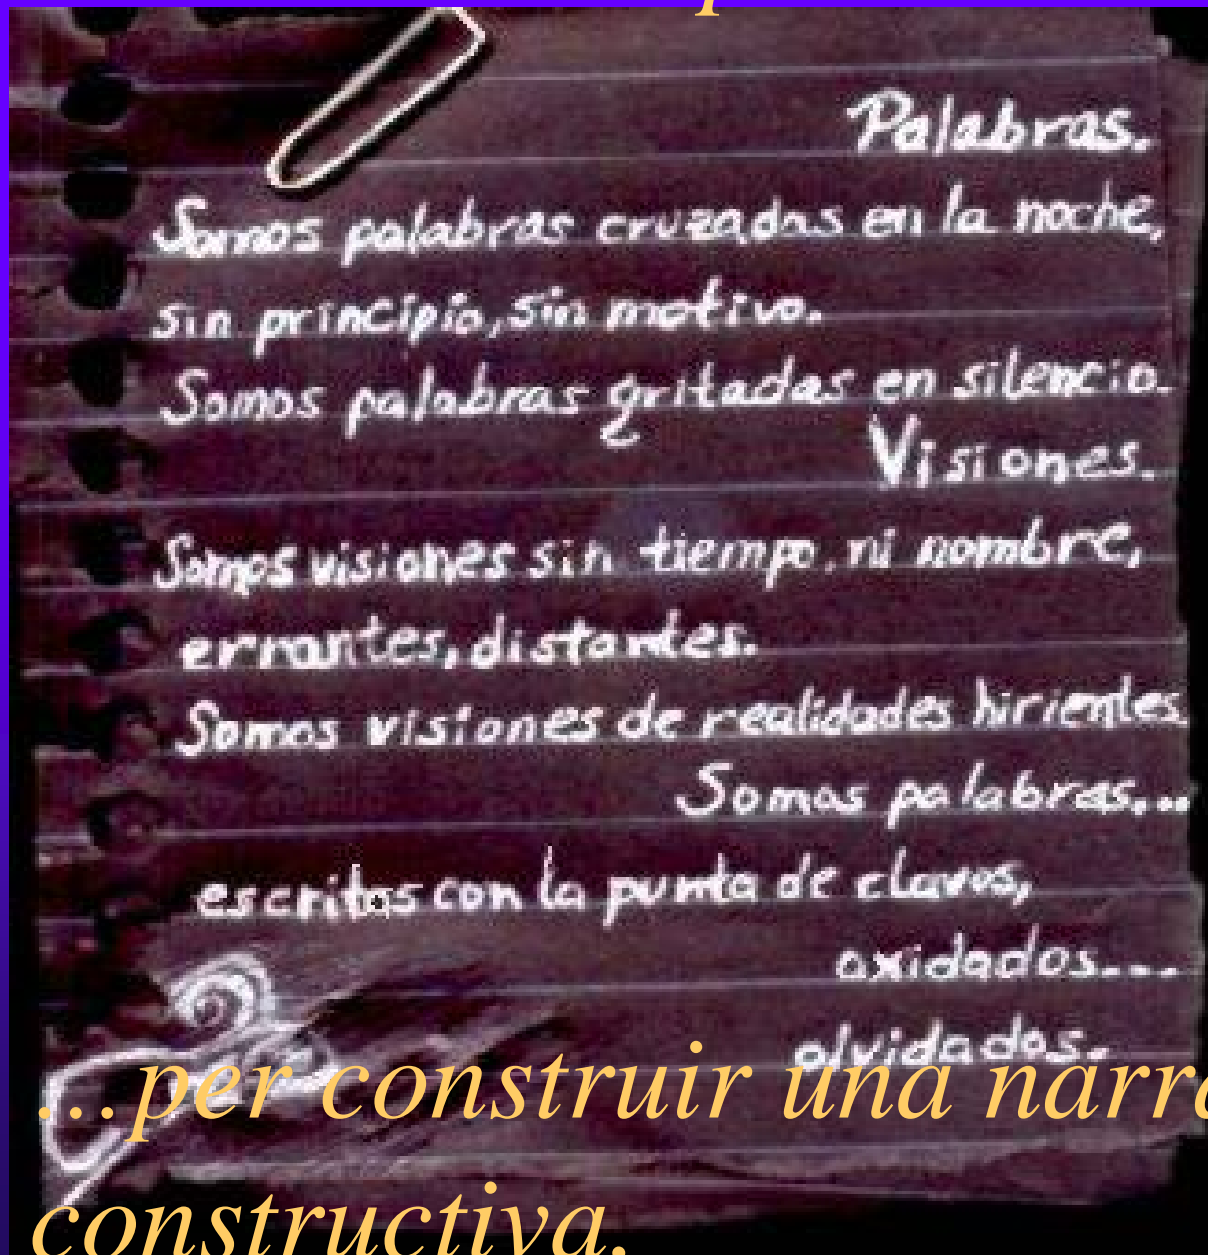 Palabras.
Somos palabras cruzadas en la noche,
sin principio, sin motivo.
Somos palabras gritadas en silencio.
Visiones.
Somos visiones sin tiempo, ni nombre,
errantes, distantes.
Somos visiones de realidades hirientes.
Somos palabras...
escritas con la punta de clavos,
oxidados...
olvidados.
...per construir una narra
constructiva.